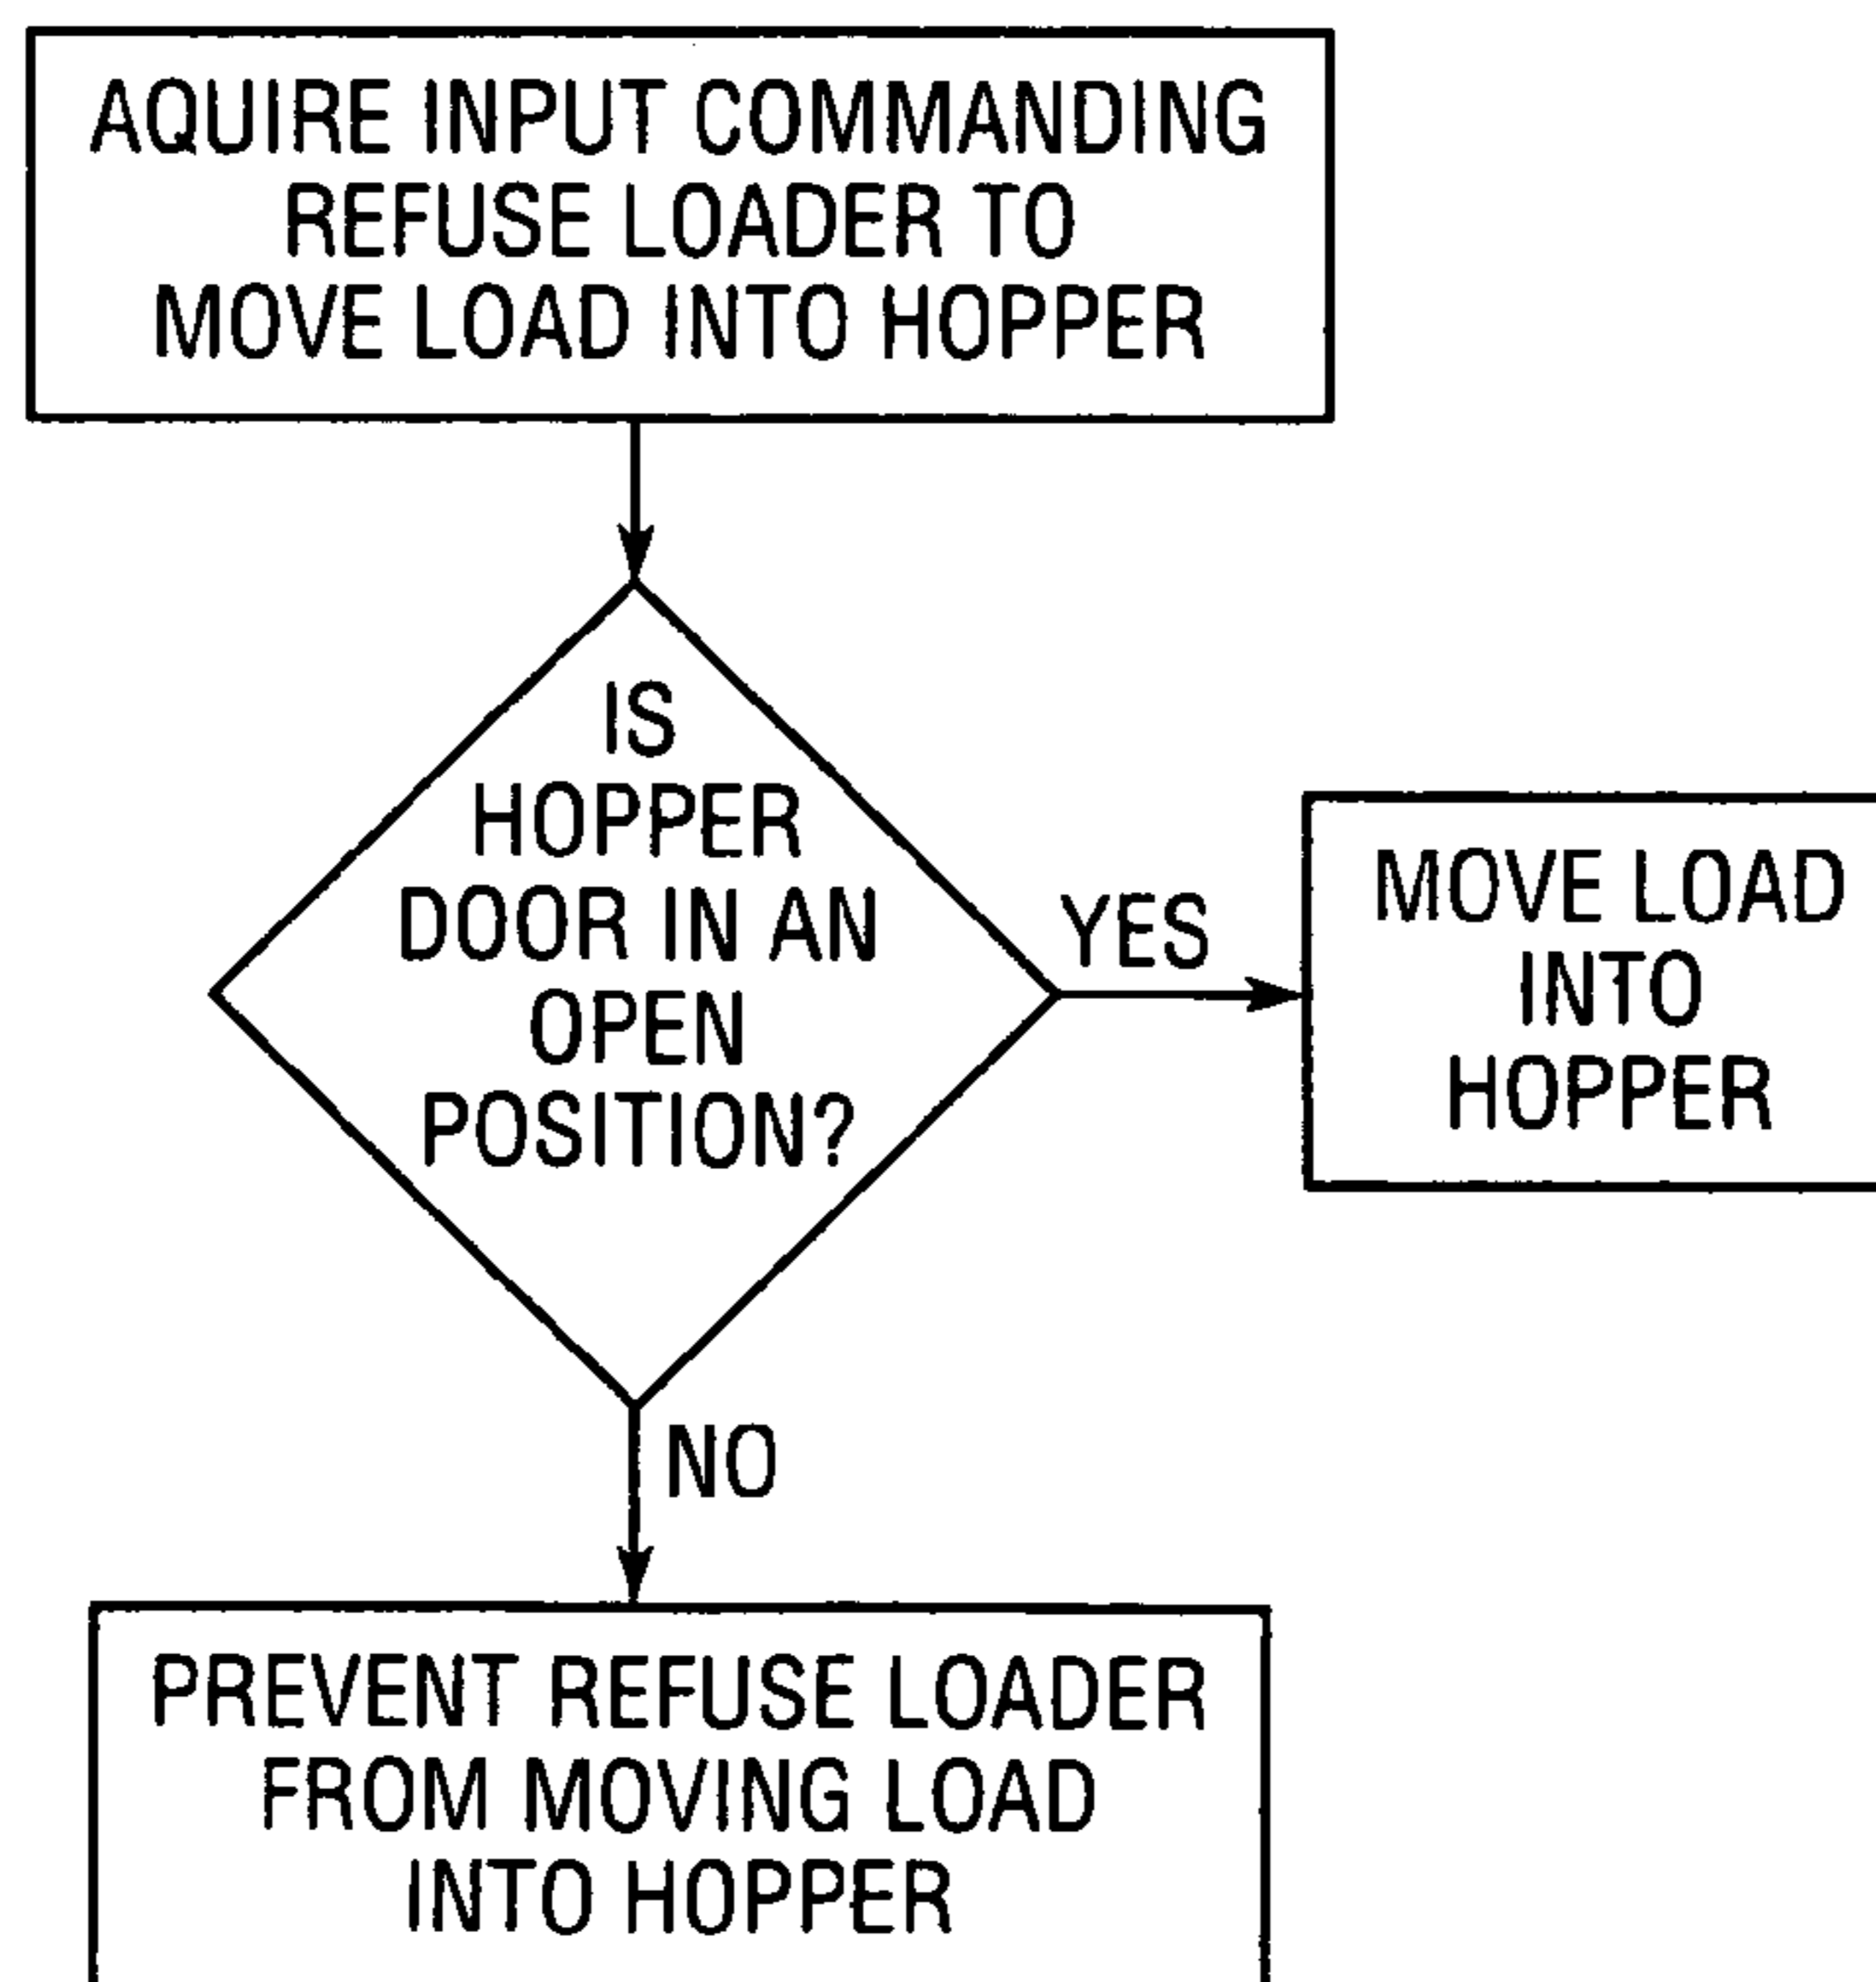 AQUIRE INPUT COMMANDING
REFUSE LOADER TO
MOVE LOAD INTO HOPPER
IS
HOPPER
DOOR IN AN
OPEN
POSITION?
YES
MOVE LOAD
INTO
HOPPER
NO
PREVENT REFUSE LOADER
FROM MOVING LOAD
INTO HOPPER